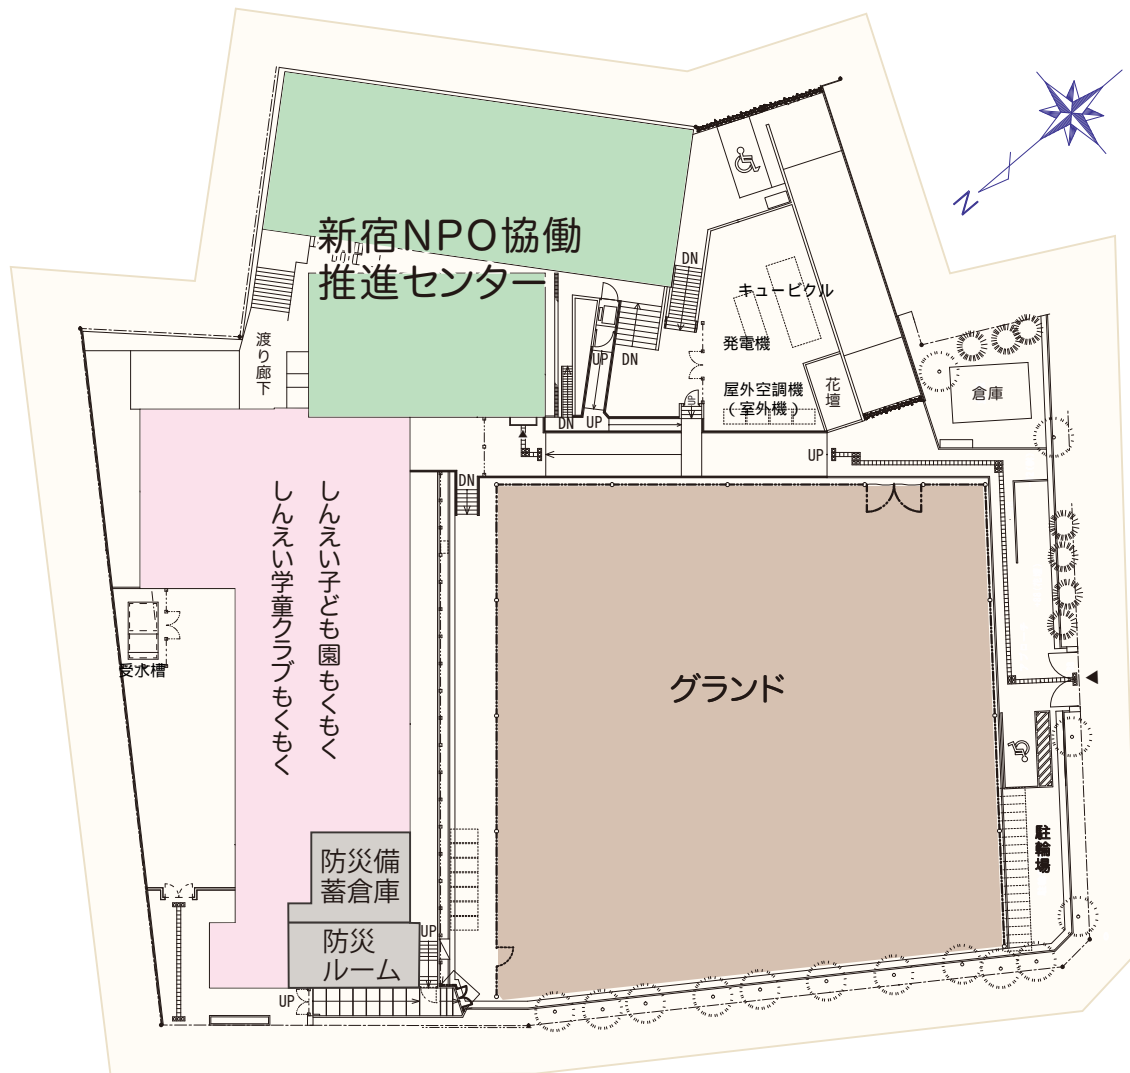 N
新宿NPO協働
推進センター
DN
キュービクル
発電機
UP
DN
屋外空調機
(室外機)
UP
花壇
倉庫
渡り廊下
DN
UP
UP
DN
しんえい子ども園もくもく
しんえい学童クラブもくもく
受水槽
グランド
駐輪場
防災備
蓄倉庫
防災
ルーム
UP
UP